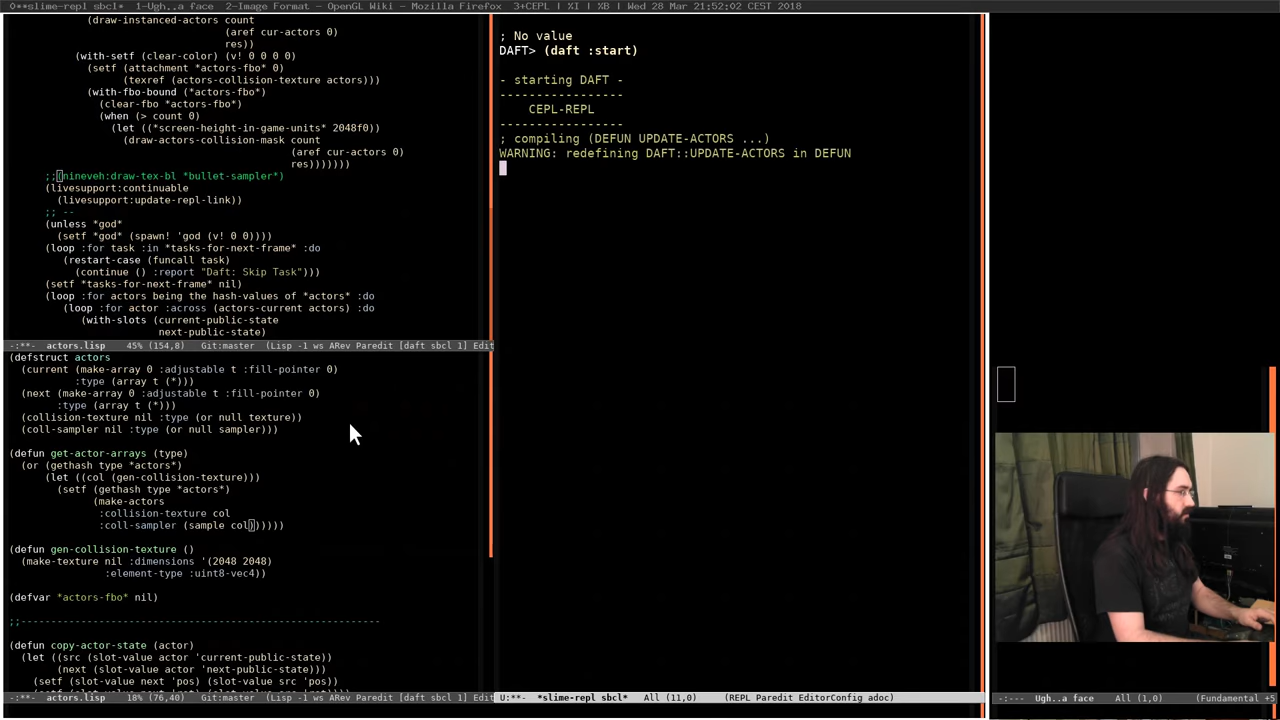 0**slime-repl sbcl* 1-Ugh..a face 2-Image Format - OpenGL Wiki - Mozilla Firefox 3+CEPL | XI | XB | Wed 28 Mar 21:52:02 CEST 2018
(draw-instanced-actors count
(aref cur-actors 0)
res))
(with-setf (clear-color) (v! 0 0 0 0)
(setf (attachment *actors-fbo* 0)
(texref (actors-collision-texture actors)))
(with-fbo-bound (*actors-fbo*)
(clear-fbo *actors-fbo*)
(when (> count 0)
(let ((*screen-height-in-game-units* 2048f0))
(draw-actors-collision-mask count
(aref cur-actors 0)
res)))))))
;;(nineveh:draw-tex-bl *bullet-sampler*)
(livesupport:continuable
(livesupport:update-repl-link))
;; --
(unless *god*
(setf *god* (spawn! 'god (v! 0 0))))
(loop :for task :in *tasks-for-next-frame* :do
(restart-case (funcall task)
(continue () :report "Daft: Skip Task")))
(setf *tasks-for-next-frame* nil)
(loop :for actors being the hash-values of *actors* :do
(loop :for actor :across (actors-current actors) :do
(with-slots (current-public-state
next-public-state)
-:**- actors.lisp 45% (154,8) Git:master (Lisp -1 ws ARev Paredit [daft sbcl 1] Edit
(defstruct actors
(current (make-array 0 :adjustable t :fill-pointer 0)
:type (array t (*)))
(next (make-array 0 :adjustable t :fill-pointer 0)
:type (array t (*)))
(collision-texture nil :type (or null texture))
(coll-sampler nil :type (or null sampler)))
(defun get-actor-arrays (type)
(or (gethash type *actors*)
(let ((col (gen-collision-texture)))
(setf (gethash type *actors*)
(make-actors
:collision-texture col
:coll-sampler (sample col))))))
(defun gen-collision-texture ()
(make-texture nil :dimensions '(2048 2048)
:element-type :uint8-vec4))
(defvar *actors-fbo* nil)
;;------------------------------------------------------------
(defun copy-actor-state (actor)
(let ((src (slot-value actor 'current-public-state))
(next (slot-value actor 'next-public-state)))
(setf (slot-value next 'pos) (slot-value src 'pos))
-:**- actors.lisp 18% (76,40) Git:master (Lisp -1 ws ARev Paredit [daft sbcl 1] Edit
; No value
DAFT> (daft :start)
- starting DAFT -
-----------------
CEPL-REPL
-----------------
; compiling (DEFUN UPDATE-ACTORS ...)
WARNING: redefining DAFT::UPDATE-ACTORS in DEFUN
U:**- *slime-repl sbcl* All (11,0) (REPL Paredit EditorConfig adoc)
-:--- Ugh..a face All (1,0) (Fundamental +5